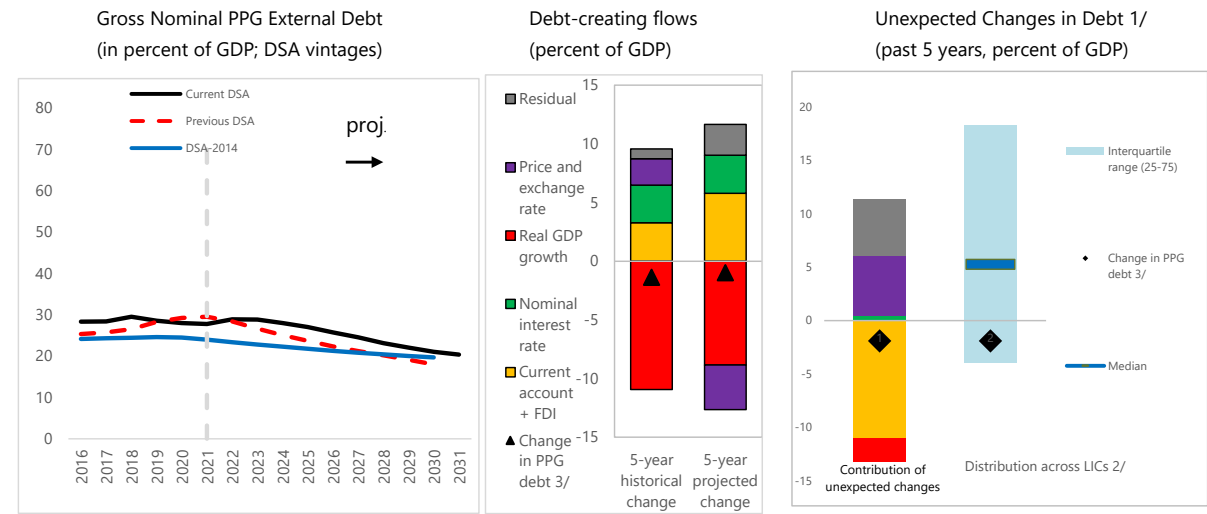 Gross Nominal PPG External Debt
(in percent of GDP; DSA vintages)
Current DSA
Previous DSA
DSA-2014
proj.
80
70
60
50
40
30
20
10
0
2016
2017
2018
2019
2020
2021
2022
2023
2024
2025
2026
2027
2028
2029
2030
2031
Debt-creating flows
(percent of GDP)
Residual
Price and
exchange
rate
Real GDP
growth
Nominal
interest
rate
Current
account
+ FDI
Change
in PPG
debt 3/
15
10
5
0
-5
-10
-15
5-year
historical
change
5-year
projected
change
Unexpected Changes in Debt 1/
(past 5 years, percent of GDP)
20
15
10
5
0
-5
-10
-15
1
2
Interquartile
range (25-75)
Change in PPG
debt 3/
Median
Contribution of
unexpected changes
Distribution across LICs 2/